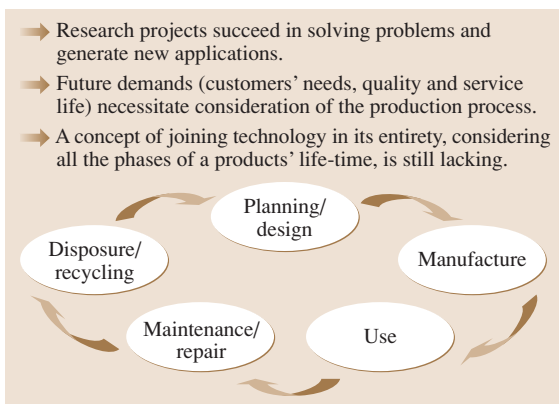 Research projects succeed in solving problems and
generate new applications.
Future demands (customers' needs, quality and service
life) necessitate consideration of the production process.
A concept of joining technology in its entirety, considering
all the phases of a products' life-time, is still lacking.
Planning/
design
Disposure/
recycling
Manufacture
Maintenance/
repair
Use